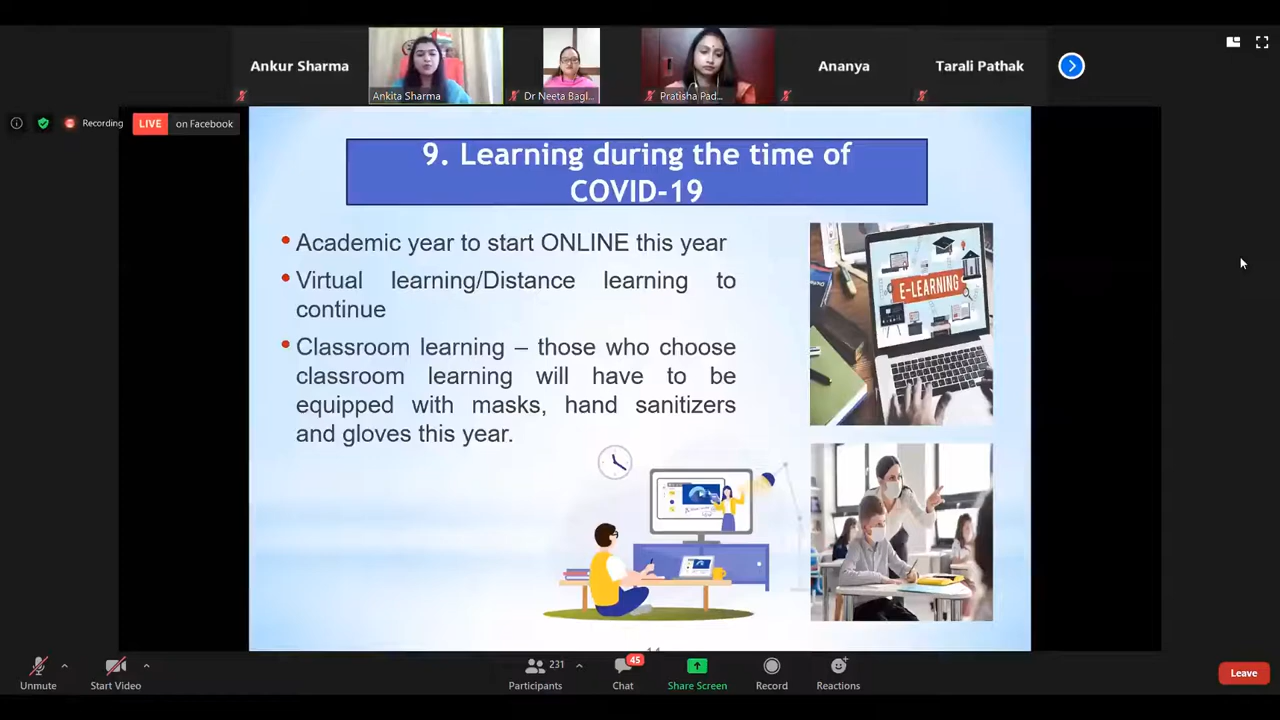 Ankur Sharma
Ankita Sharma
Dr Neeta Bagl...
Pratisha Pad...
Ananya
Tarali Pathak
Recording
LIVE
on Facebook
9. Learning during the time of
COVID-19
Academic year to start ONLINE this year
Virtual learning/Distance learning to
continue
Classroom learning – those who choose
classroom learning will have to be
equipped with masks, hand sanitizers
and gloves this year.
E-LEARNING
Unmute
Start Video
231
Participants
45
Chat
Share Screen
Record
Reactions
Leave